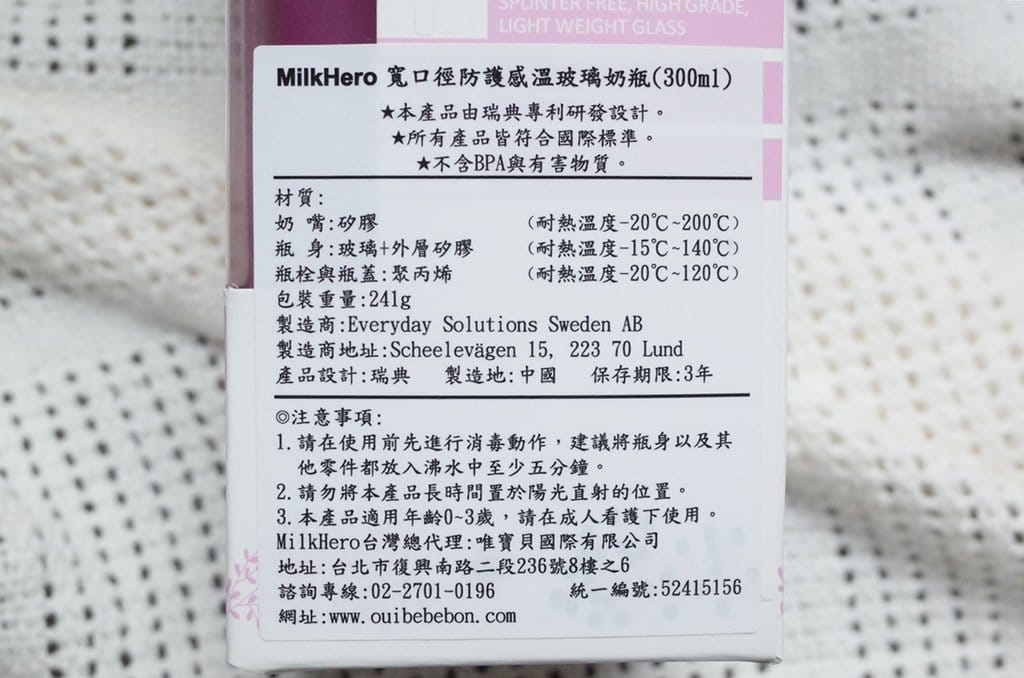 SPLINTER FREE, HIGH GRADE,
LIGHT WEIGHT GLASS
MilkHero 寬口徑防護感溫玻璃奶瓶(300ml)
★本產品由瑞典專利研發設計。
★所有產品皆符合國際標準。
★不含BPA與有害物質。
材質:
奶 嘴:矽膠 (耐熱溫度-20℃~200℃)
瓶 身:玻璃+外層矽膠 (耐熱溫度-15℃~140℃)
瓶栓與瓶蓋:聚丙烯 (耐熱溫度-20℃~120℃)
包裝重量:241g
製造商:Everyday Solutions Sweden AB
製造商地址:Scheelevägen 15, 223 70 Lund
產品設計:瑞典 製造地:中國 保存期限:3年
◎注意事項:
1.請在使用前先進行消毒動作，建議將瓶身以及其
他零件都放入沸水中至少五分鐘。
2.請勿將本產品長時間置於陽光直射的位置。
3.本產品適用年齡0~3歲，請在成人看護下使用。
MilkHero台灣總代理:唯寶貝國際有限公司
地址:台北市復興南路二段236號8樓之6
諮詢專線:02-2701-0196 統一編號:52415156
網址:www.ouibebebon.com